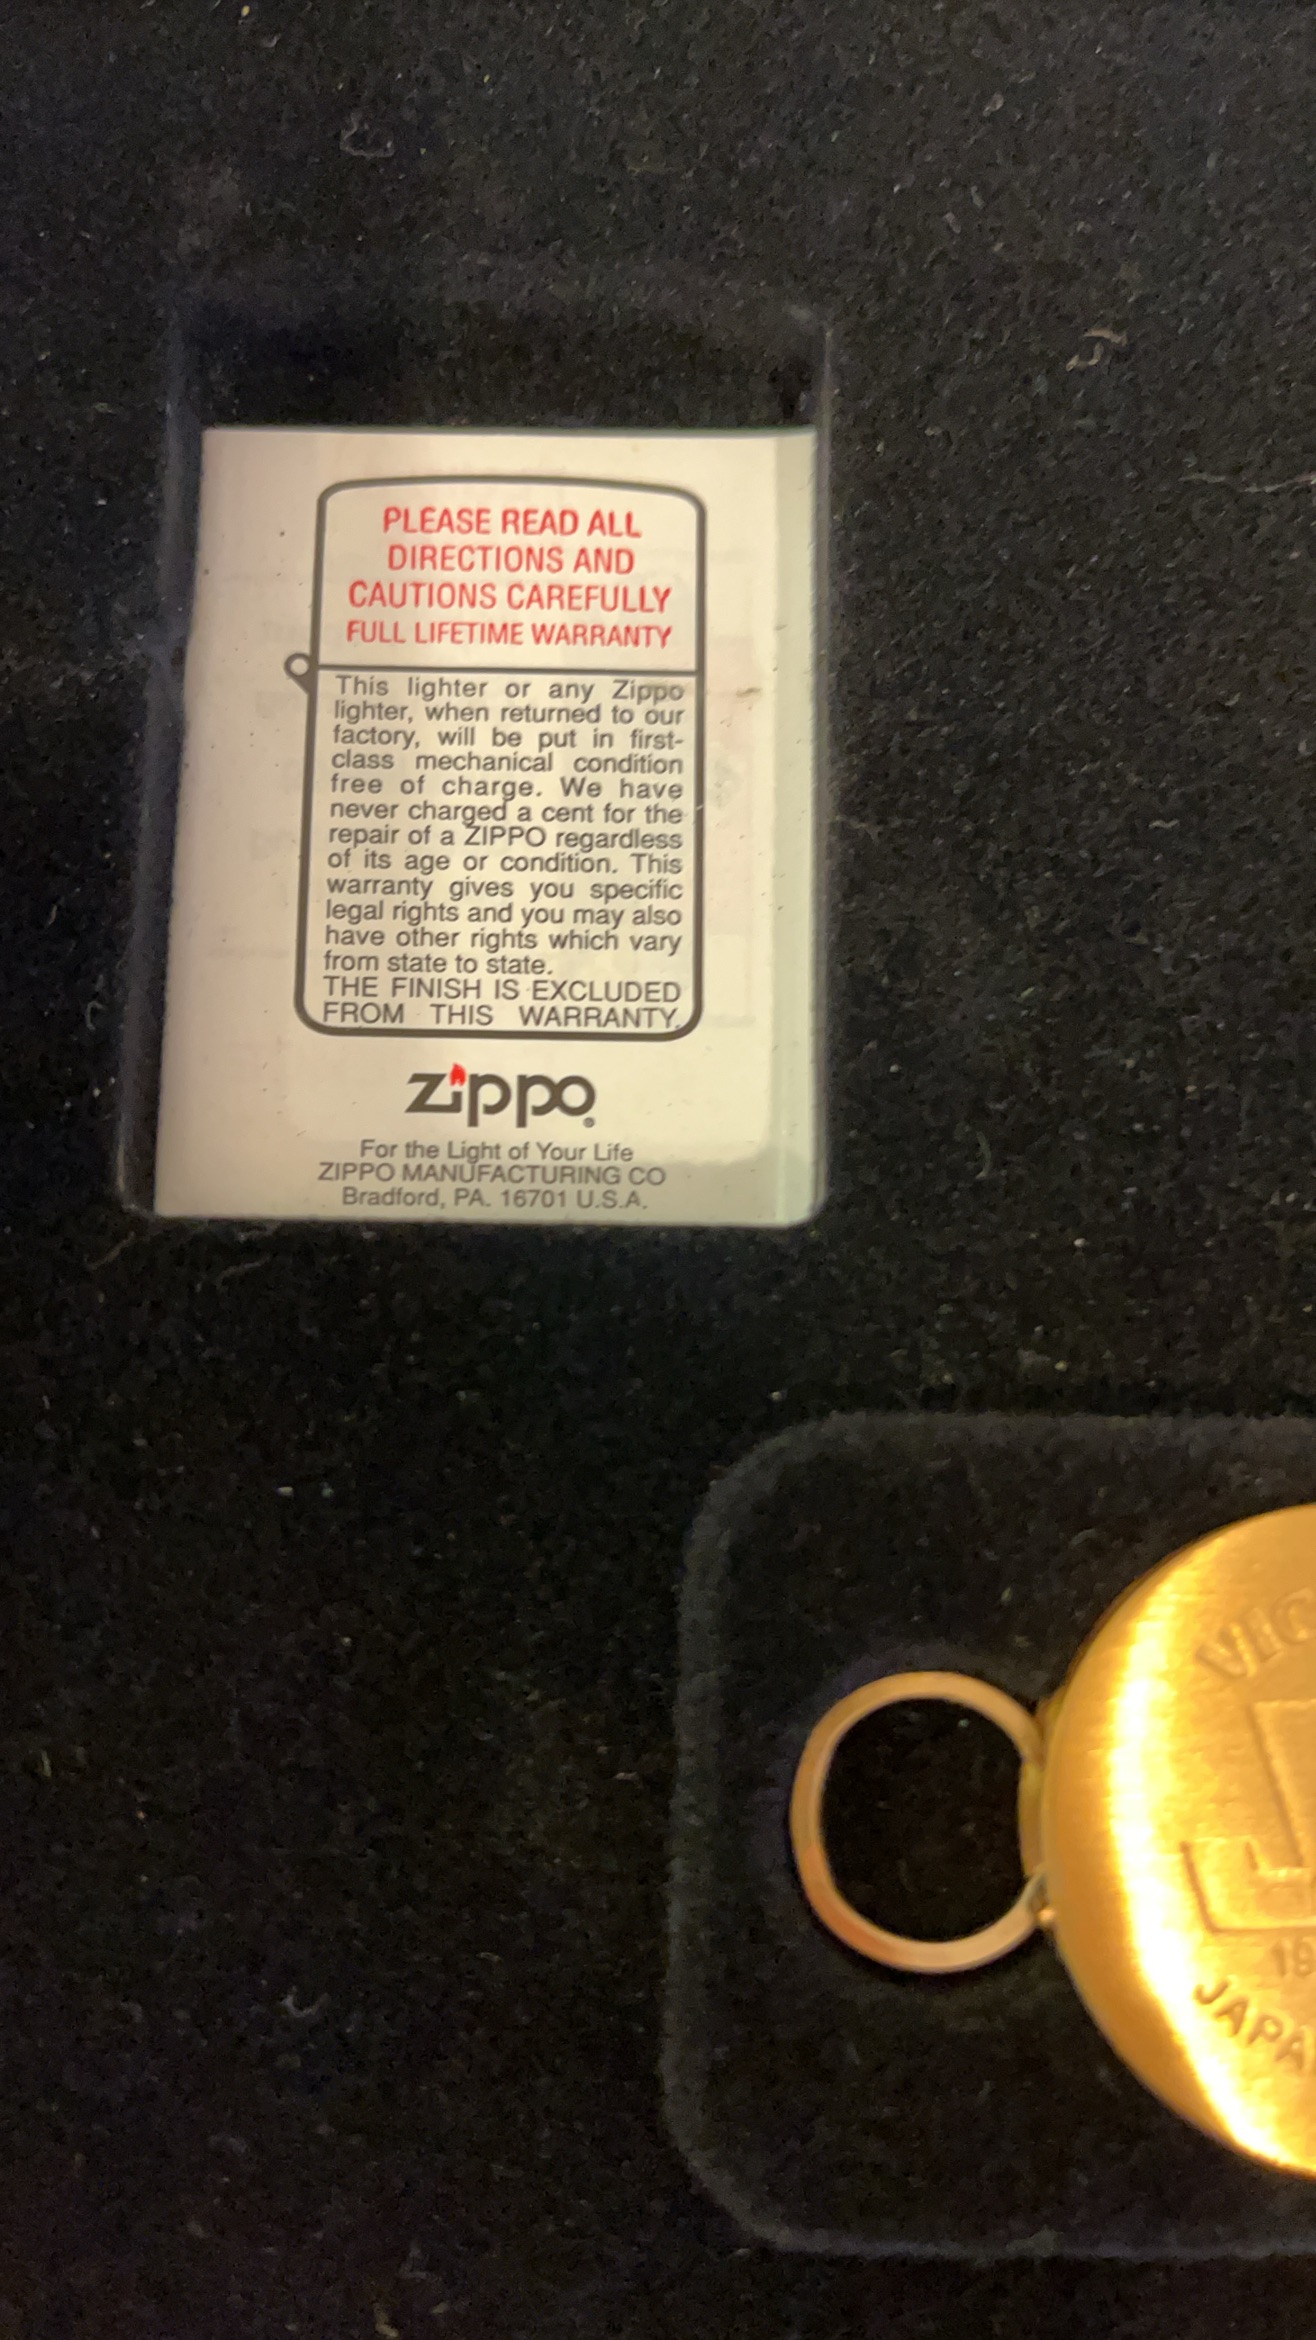 PLEASE READ ALL
DIRECTIONS AND
CAUTIONS CAREFULLY
FULL LIFETIME WARRANTY
This lighter or any Zippo
lighter, when returned to our
factory, will be put in first-
class mechanical condition
free of charge. We have
never charged a cent for the
repair of a ZIPPO regardless
of its age or condition. This
warranty gives you specific
legal rights and you may also
have other rights which vary
from state to state.
THE FINISH IS EXCLUDED
FROM THIS WARRANTY.
zippo®
For the Light of Your Life
ZIPPO MANUFACTURING CO
Bradford, PA. 16701 U.S.A.